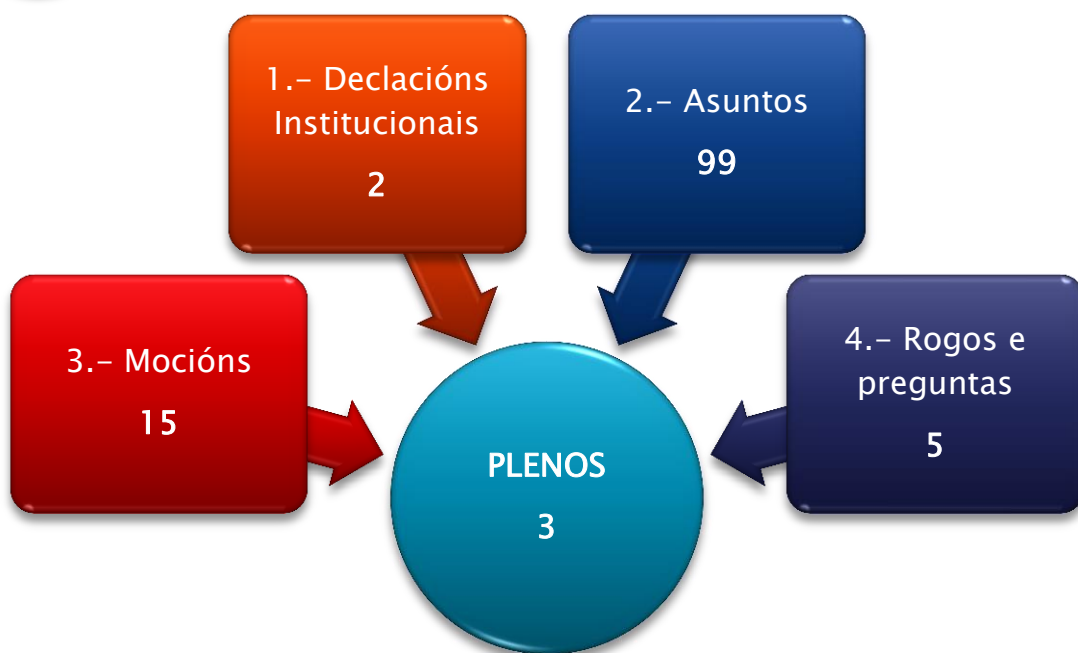 1.– Declacións
Institucionais
2
2.– Asuntos
99
3.– Mocións
15
4.– Rogos e
preguntas
5
PLENOS
3